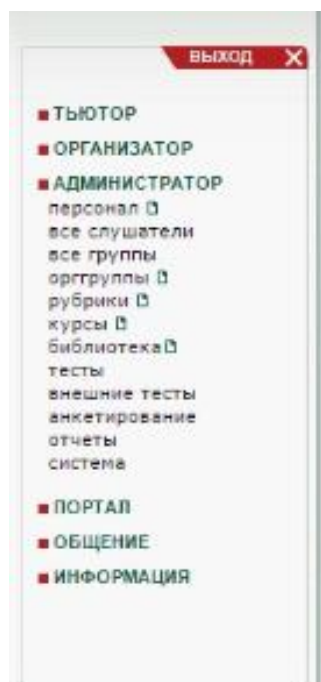 ВЫХОД
ТЬЮТОР
ОРГАНИЗАТОР
АДМИНИСТРАТОР
персонал
все слушатели
все группы
оргтруппы
рубрики
курсы
библиотека
тесты
внешние тесты
анкетирование
отчеты
система
ПОРТАЛ
ОБЩЕНИЕ
ИНФОРМАЦИЯ